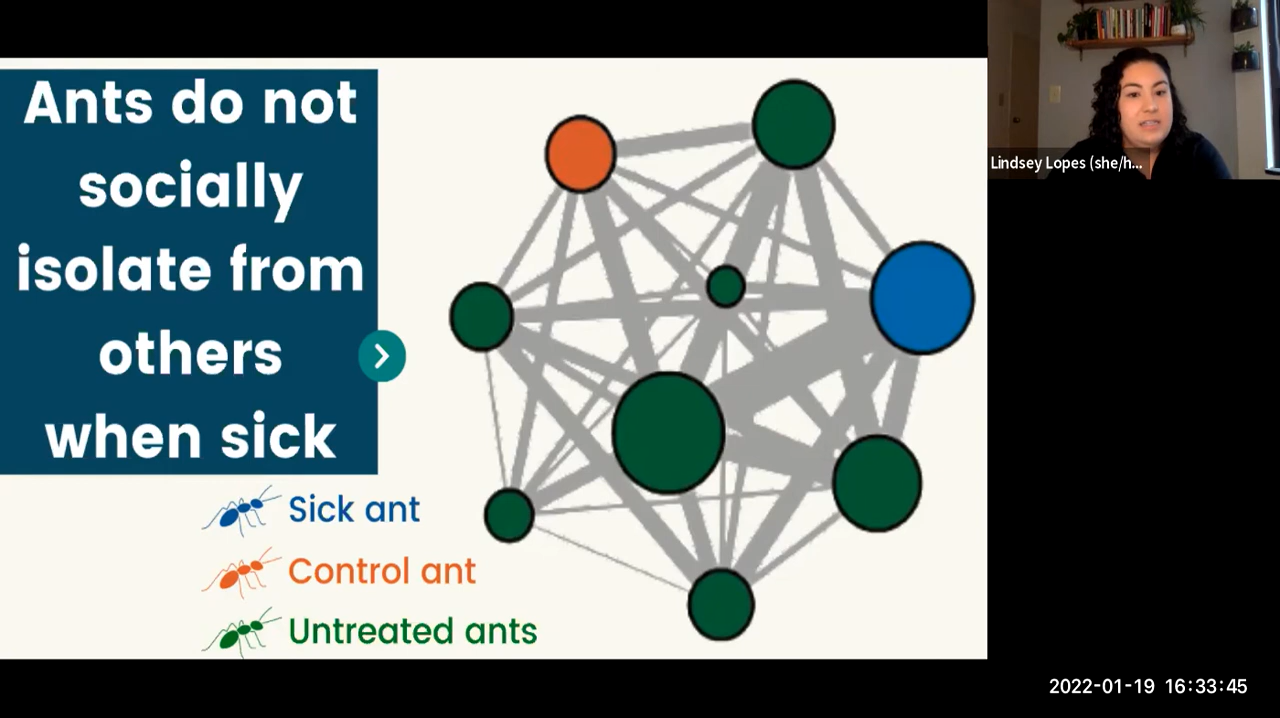 Ants do not
socially
isolate from
others
when sick
Sick ant
Control ant
Untreated ants
Lindsey Lopes (she/h...
2022-01-19 16:33:45